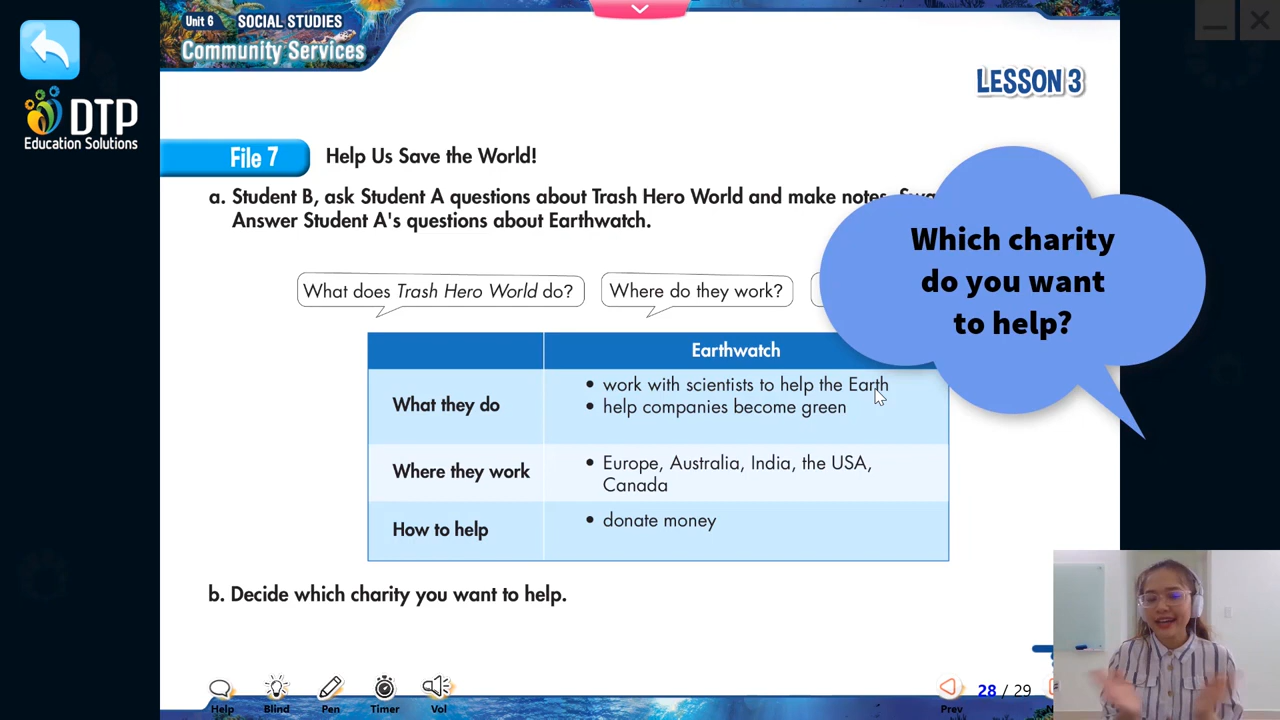 Unit 6 SOCIAL STUDIES
Community Services
DTP
Education Solutions
LESSON 3
File 7 Help Us Save the World!
a. Student B, ask Student A questions about Trash Hero World and make notes.
Answer Student A's questions about Earthwatch.
Which charity
do you want
to help?
What does Trash Hero World do? Where do they work?
Earthwatch
What they do
• work with scientists to help the Earth
• help companies become green
Where they work
• Europe, Australia, India, the USA,
Canada
How to help
• donate money
b. Decide which charity you want to help.
Help Blind Pen Timer Vol
Prev 28 / 29